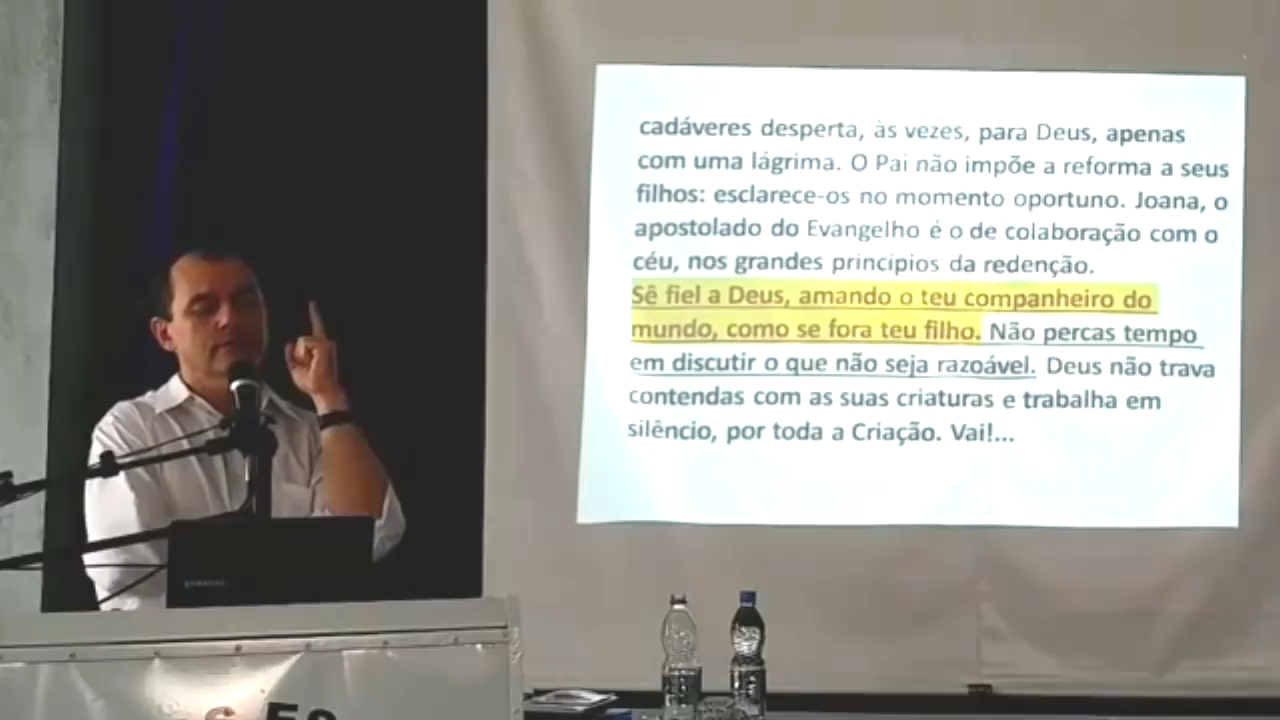 cadáveres desperta, às vezes, para Deus, apenas
com uma lágrima. O Pai não impõe a reforma a seus
filhos: esclarece-os no momento oportuno. Joana, o
apostolado do Evangelho é o de colaboração com o
céu, nos grandes princípios da redenção.
Sê fiel a Deus, amando o teu companheiro do
mundo, como se fora teu filho. Não percas tempo
em discutir o que não seja razoável. Deus não trava
contendas com as suas criaturas e trabalha em
silêncio, por toda a Criação. Vai!...